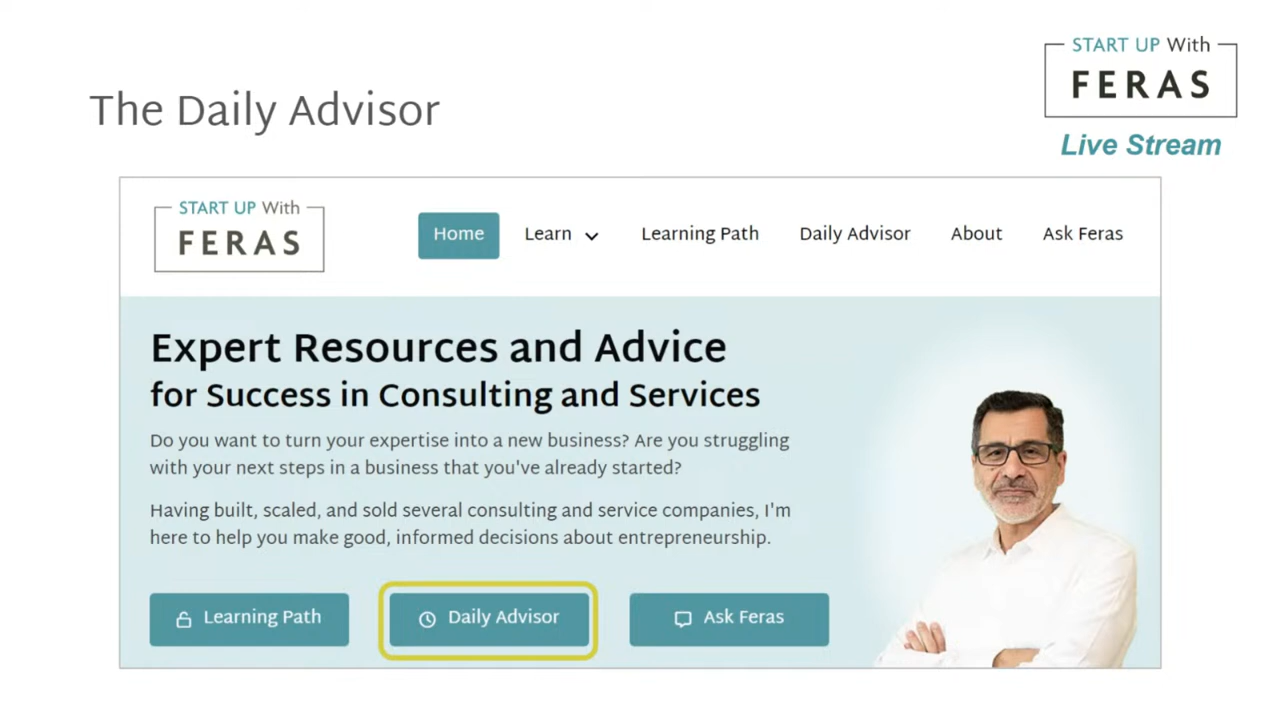 START UP With
FERAS
Live Stream
The Daily Advisor
START UP With
FERAS
Home
Learn
Learning Path
Daily Advisor
About
Ask Feras
Expert Resources and Advice
for Success in Consulting and Services
Do you want to turn your expertise into a new business? Are you struggling
with your next steps in a business that you've already started?
Having built, scaled, and sold several consulting and service companies, I'm
here to help you make good, informed decisions about entrepreneurship.
Learning Path
Daily Advisor
Ask Feras